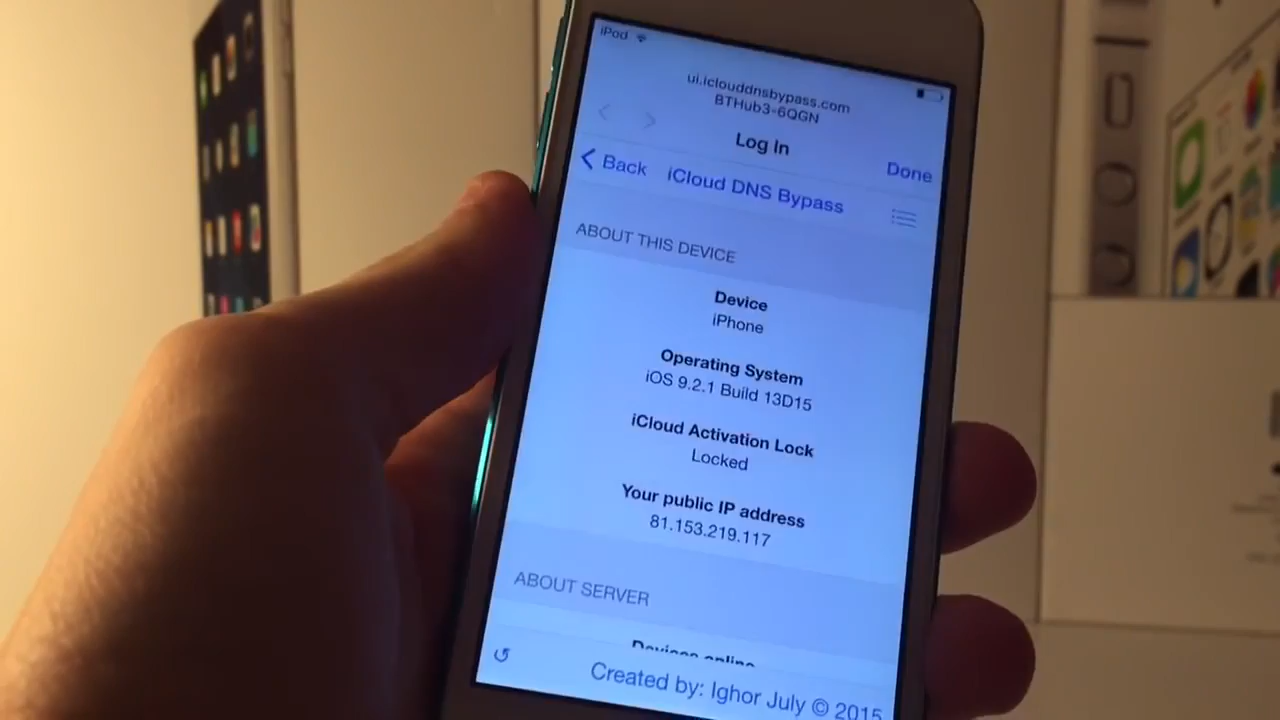 iPod
ui.iclouddnsbypass.com
BTHub3-6QGN
Log In
Done
Back
iCloud DNS Bypass
ABOUT THIS DEVICE
Device
iPhone
Operating System
iOS 9.2.1 Build 13D15
iCloud Activation Lock
Locked
Your public IP address
81.153.219.117
ABOUT SERVER
Devices online
Created by: Ighor July © 2015